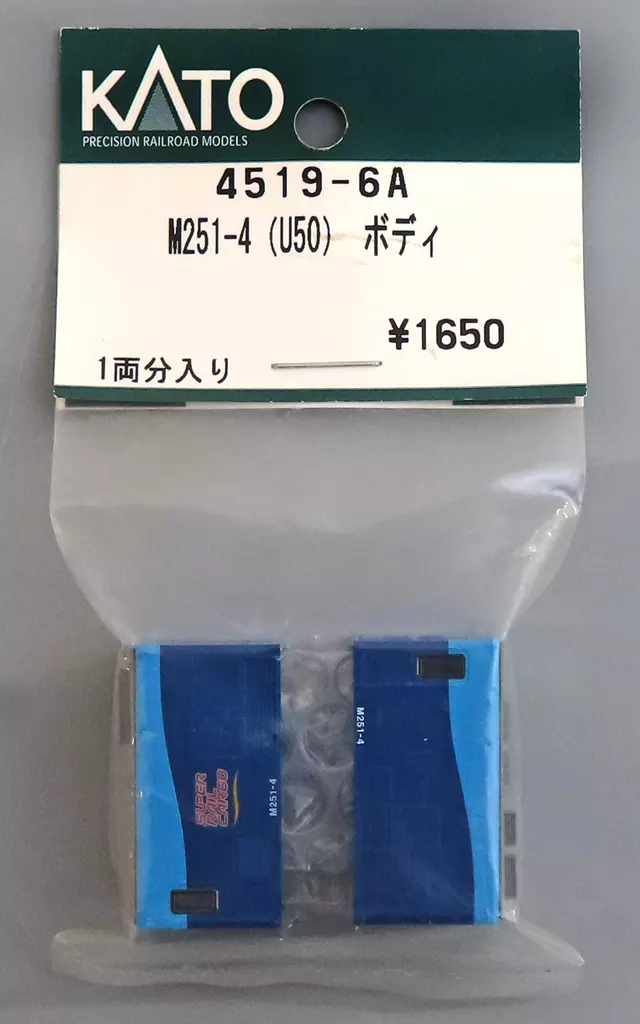 KATO
PRECISION RAILROAD MODELS
4519-6A
M251-4 (U50) ボディ
¥1650
1両分入り
M251-4
SUPER
RAIL
CARGO
M251-4